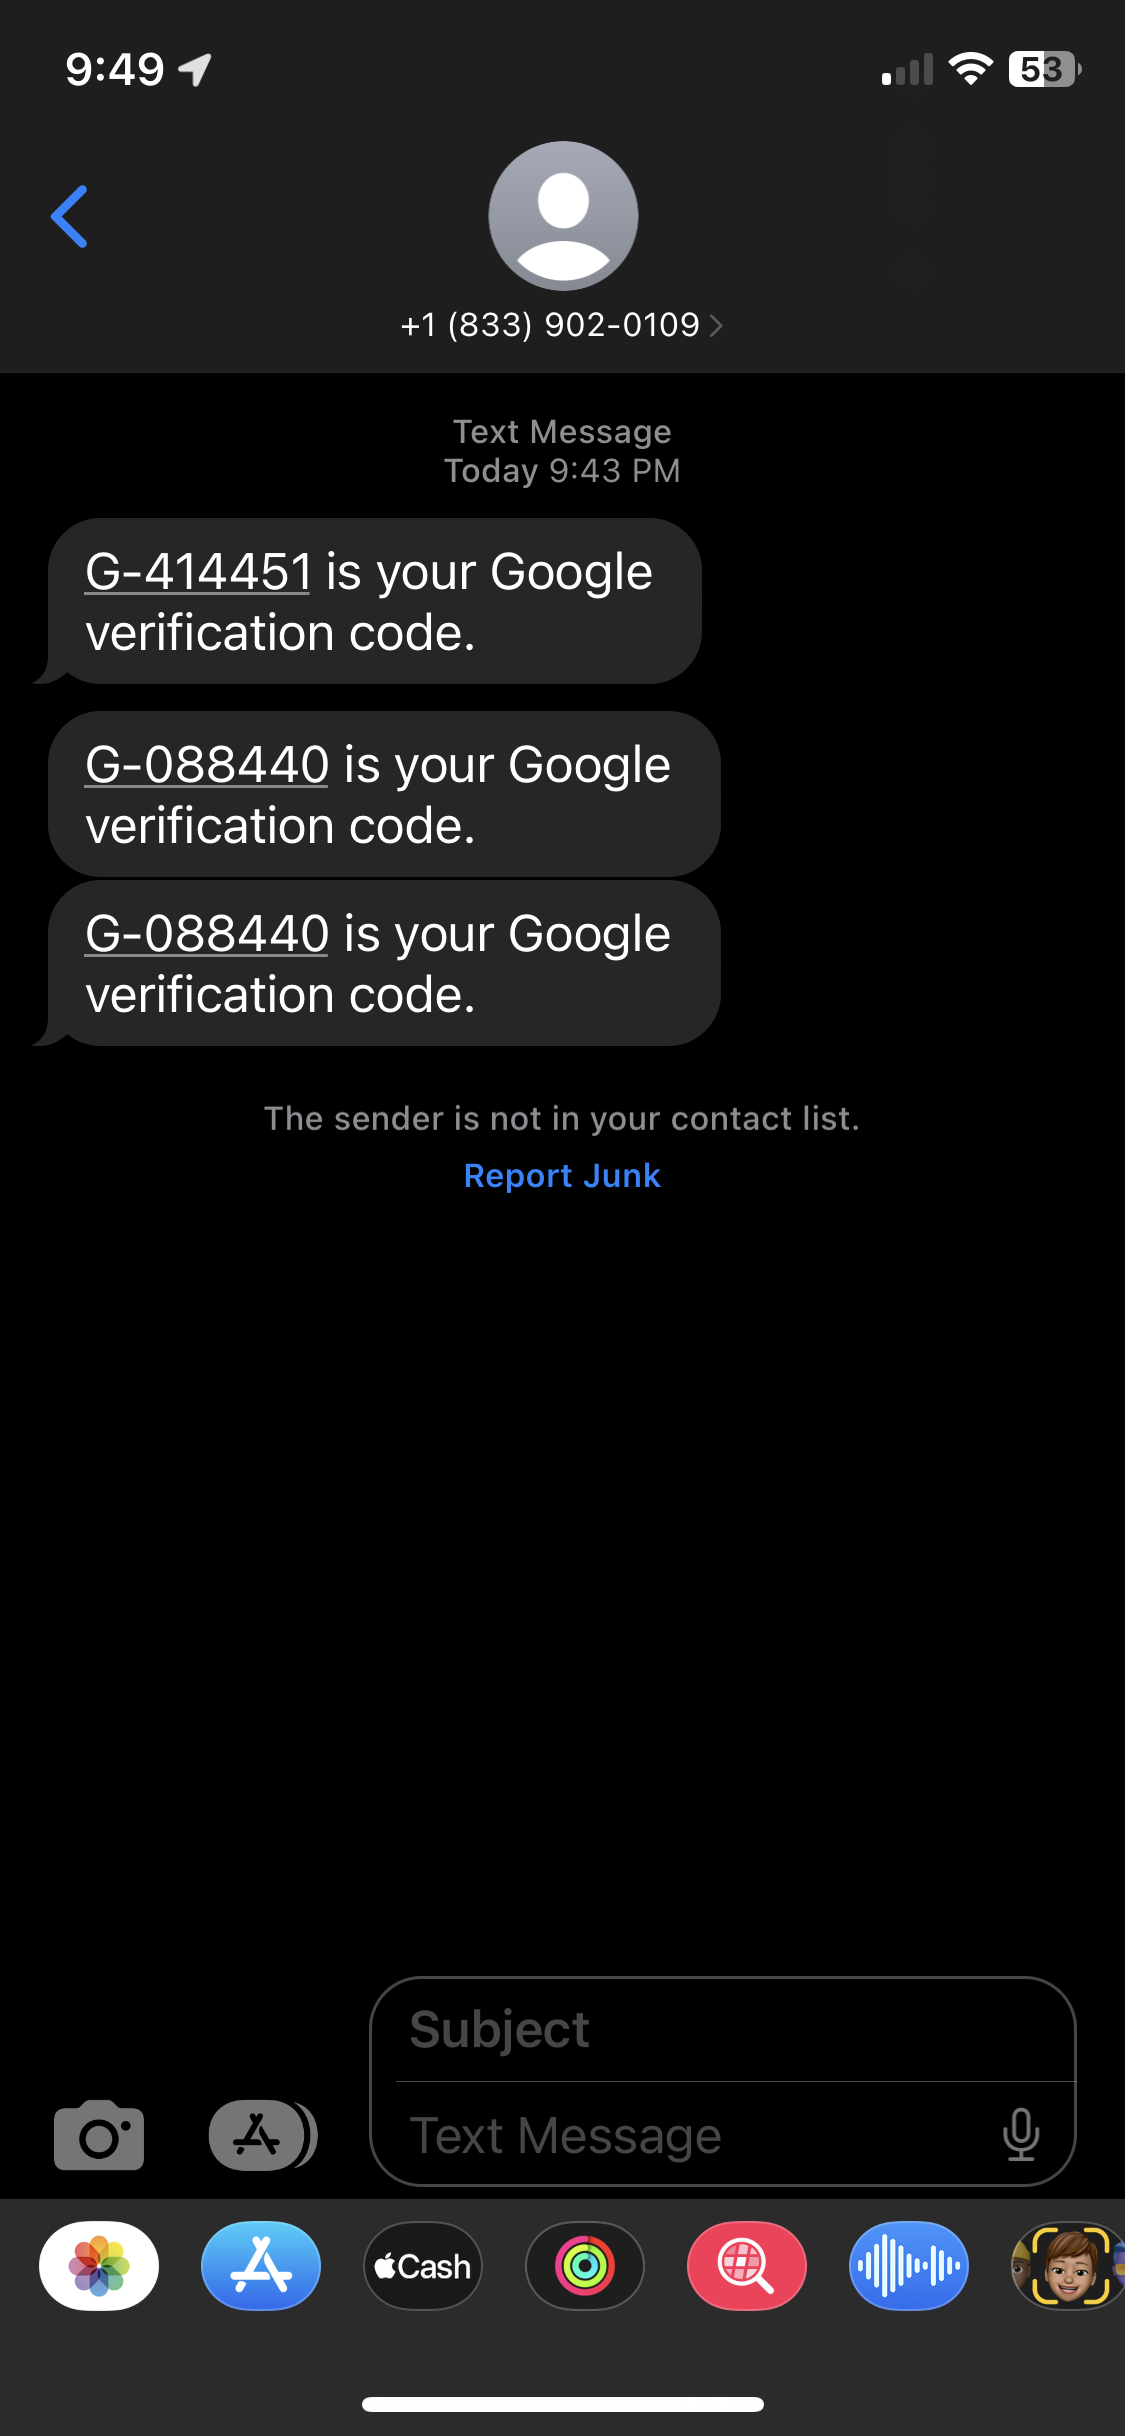 9:49
53
+1 (833) 902-0109
Text Message
Today 9:43 PM
G-414451 is your Google
verification code.
G-088440 is your Google
verification code.
G-088440 is your Google
verification code.
The sender is not in your contact list.
Report Junk
Subject
Text Message
Cash